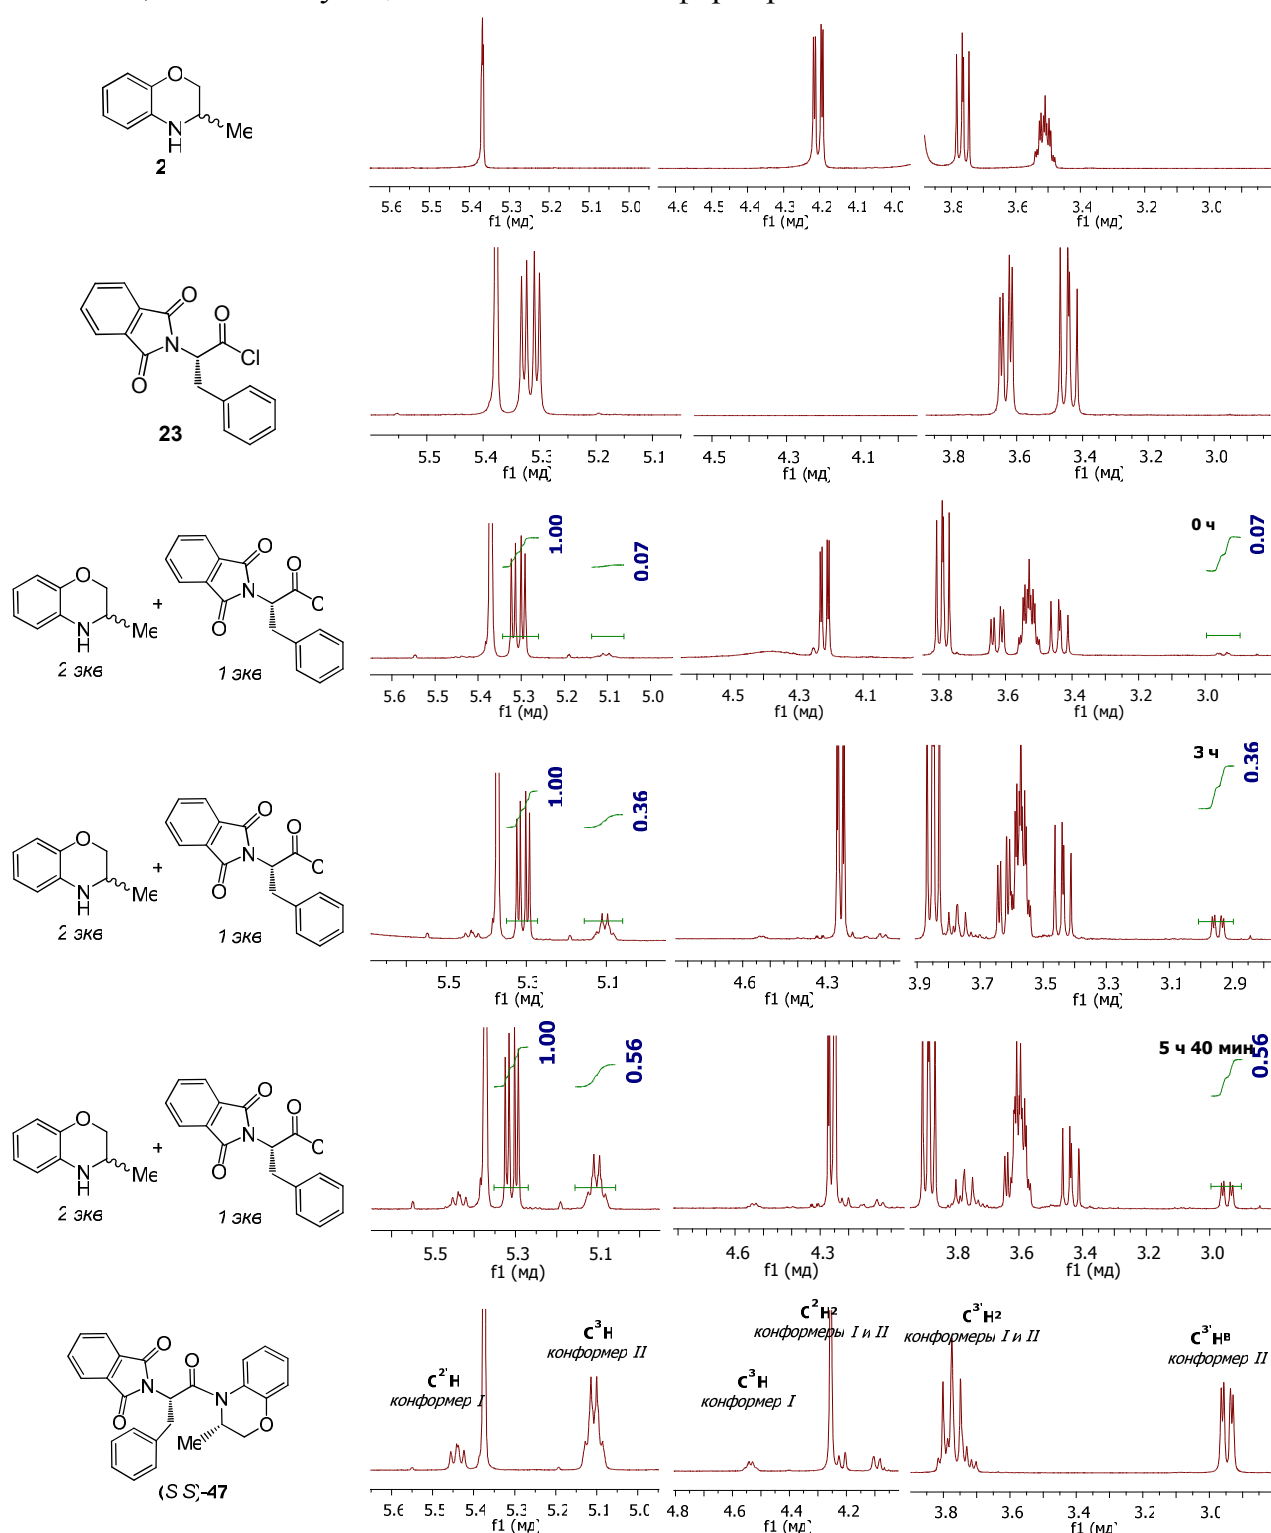 O
N
H
Me
2
5.6 5.5 5.4 5.3 5.2 5.1 5.0
f1 (мд)
4.6 4.5 4.4 4.3 4.2 4.1 4.0
f1 (мд)
3.8 3.6 3.4 3.2 3.0
f1 (мд)
O
O
N
Cl
O
23
5.5 5.4 5.3 5.2 5.1
f1 (мд)
4.5 4.3 4.1
f1 (мд)
3.8 3.6 3.4 3.2 3.0
f1 (мд)
O
N
H
Me
2 экв
+
O
O
N
O
1 экв
1.00
0.07
0 ч
0.07
5.6 5.5 5.4 5.3 5.2 5.1 5.0
f1 (мд)
4.5 4.3 4.1
f1 (мд)
3.8 3.6 3.4 3.2 3.0
f1 (мд)
O
N
H
Me
2 экв
+
O
O
N
O
1 экв
1.00
0.36
3 ч
0.36
5.5 5.3 5.1
f1 (мд)
4.6 4.3
f1 (мд)
3.9 3.7 3.5 3.3 3.1 2.9
f1 (мд)
O
N
H
Me
2 экв
+
O
O
N
O
1 экв
1.00
0.56
5 ч 40 мин
0.56
5.5 5.3 5.1
f1 (мд)
4.6 4.3
f1 (мд)
3.8 3.6 3.4 3.2 3.0
f1 (мд)
O
O
N
N
O
O
Me
(S,S)-47
C2'H
конформер I
C3H
конформер II
C3H
конформер I
C2H2
конформеры I и II
C3'H2
конформеры I и II
C3'HB
конформер II
5.6 5.5 5.4 5.3 5.2 5.1 5.0
f1 (мд)
4.8 4.6 4.4 4.2
f1 (мд)
3.8 3.6 3.4 3.2 3.0
f1 (мд)